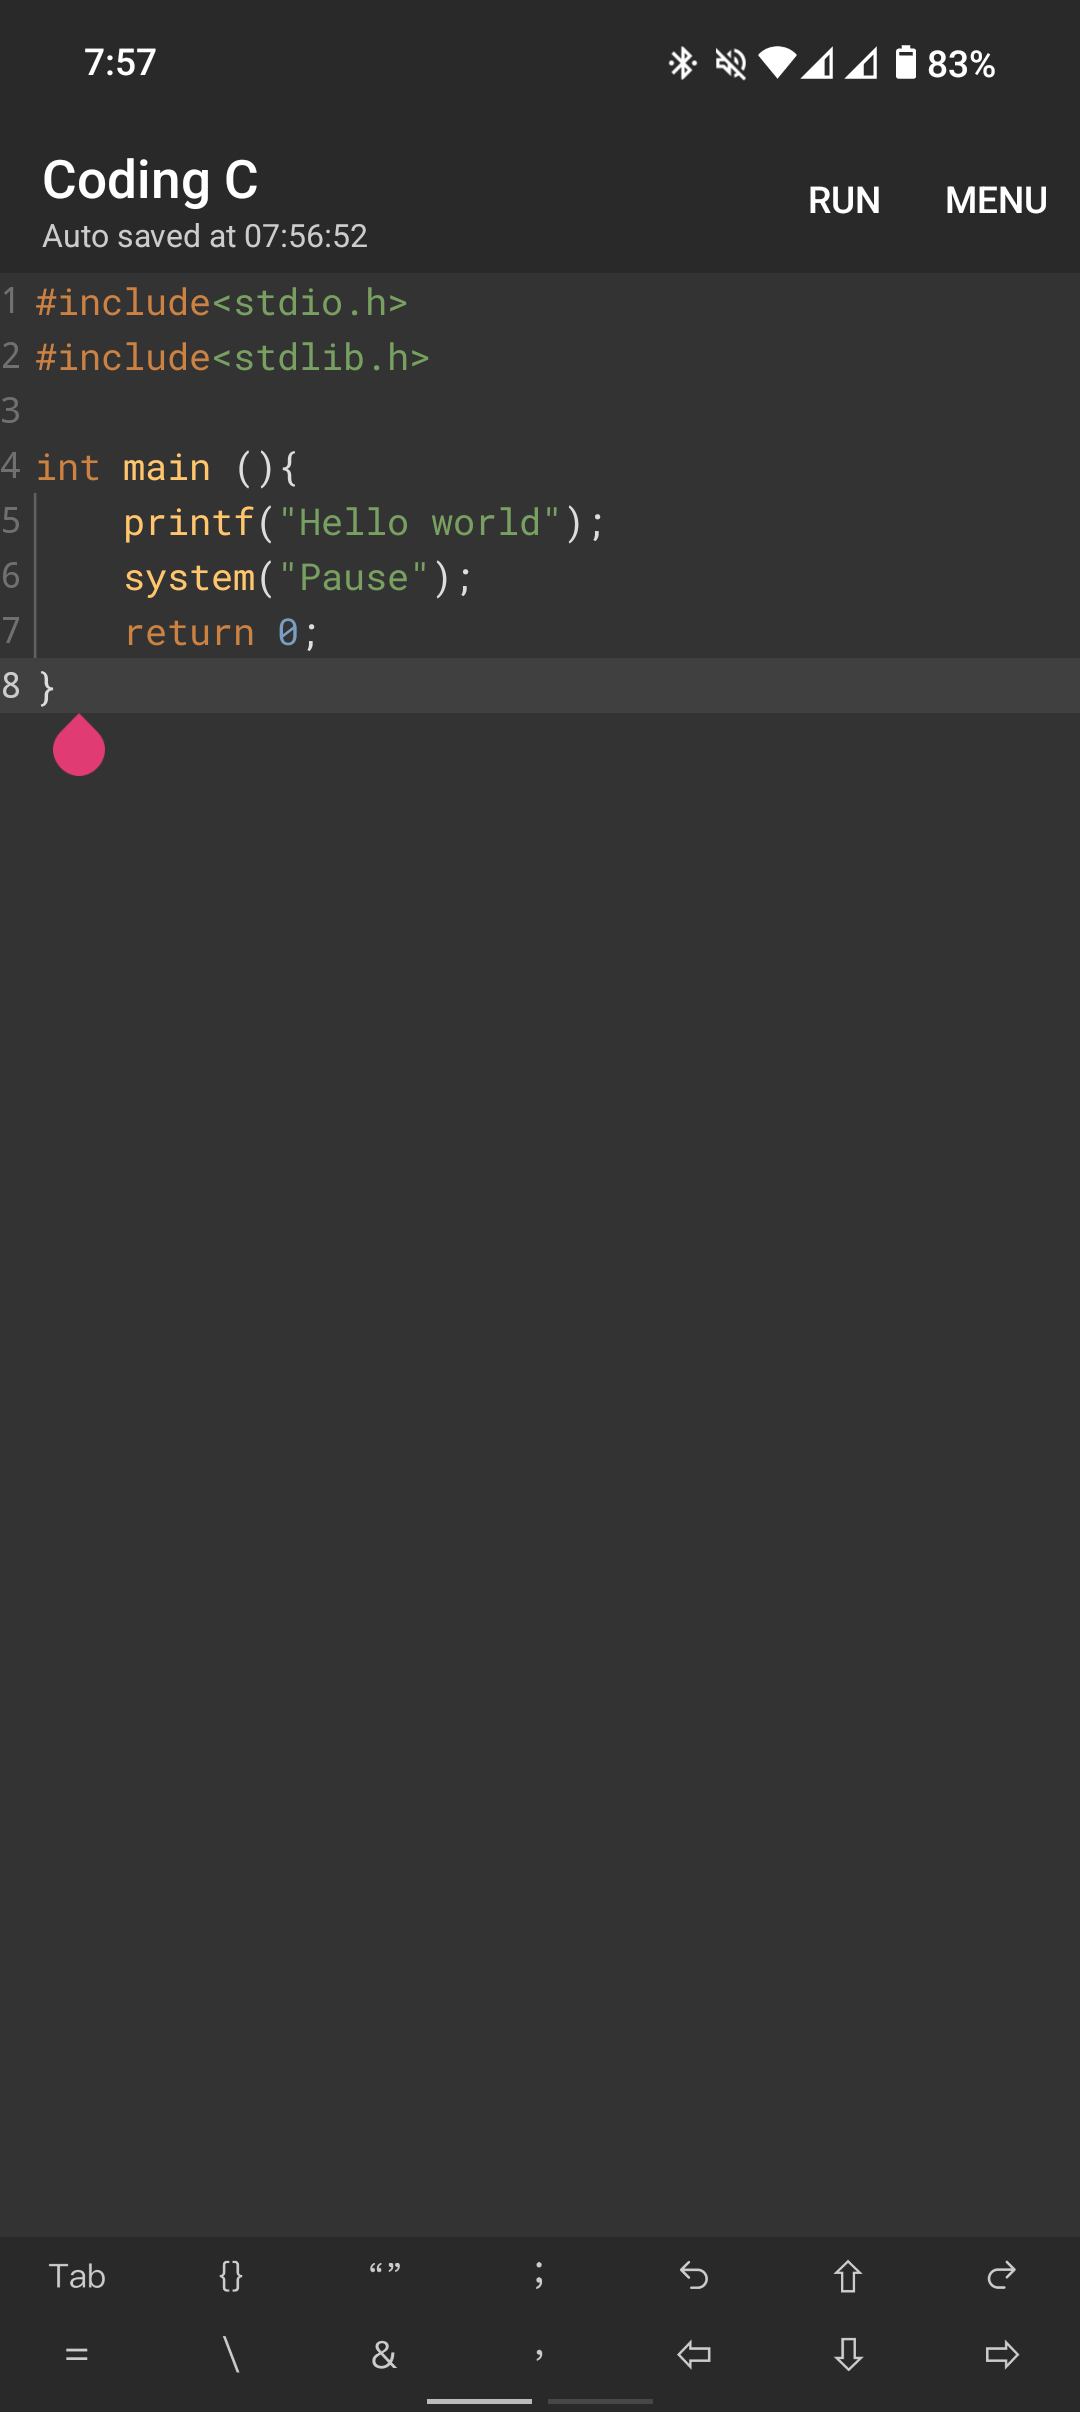 7:57 83%
Coding C
Auto saved at 07:56:52
RUN MENU
1 #include<stdio.h>
2 #include<stdlib.h>
3
4 int main (){
5     printf("Hello world");
6     system("Pause");
7     return 0;
8 }
Tab {} “” ;
= \ & ,